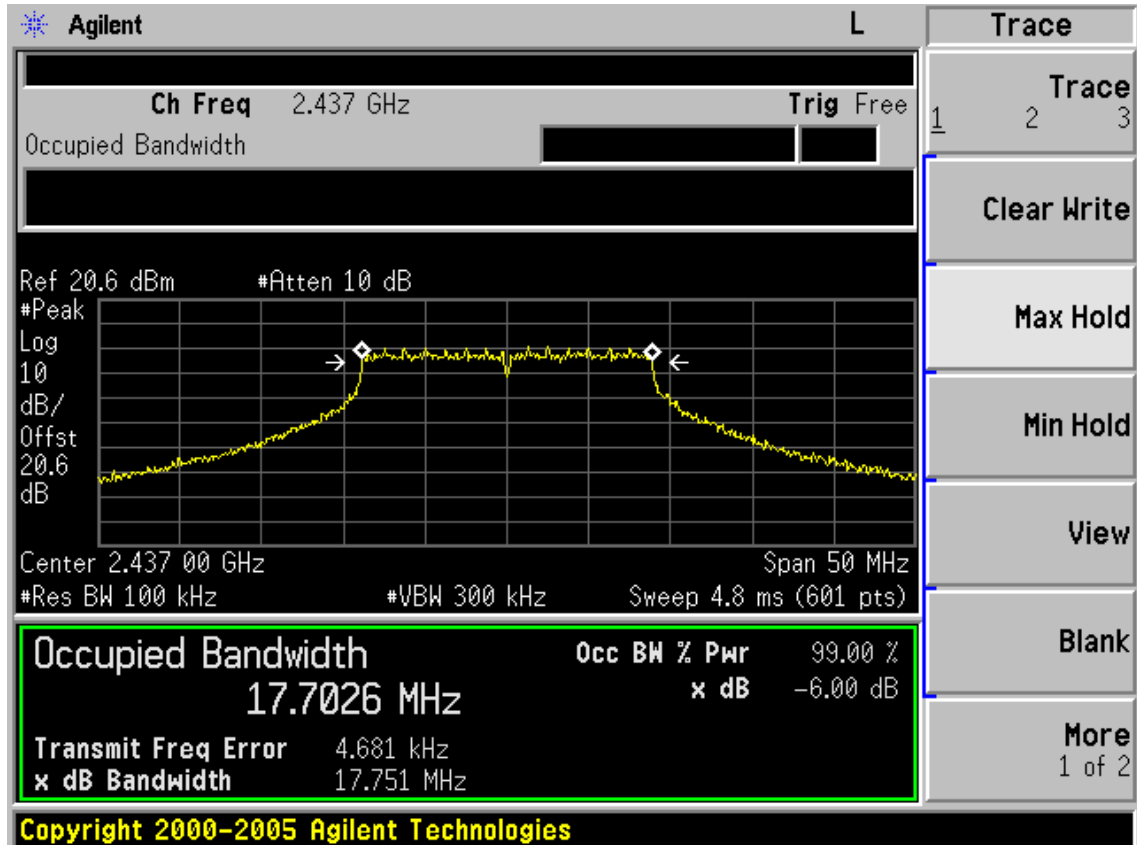 Agilent L Trace
Ch Freq 2.437 GHz Trig Free
Occupied Bandwidth
Trace
1 2 3
Clear Write
Ref 20.6 dBm #Atten 10 dB
#Peak
Log
10
dB/
Offst
20.6
dB
Max Hold
Min Hold
View
Center 2.437 00 GHz Span 50 MHz
#Res BW 100 kHz #VBW 300 kHz Sweep 4.8 ms (601 pts)
Occupied Bandwidth Occ BW % Pwr 99.00 %
17.7026 MHz x dB -6.00 dB
Transmit Freq Error 4.681 kHz
x dB Bandwidth 17.751 MHz
Blank
More
1 of 2
Copyright 2000-2005 Agilent Technologies